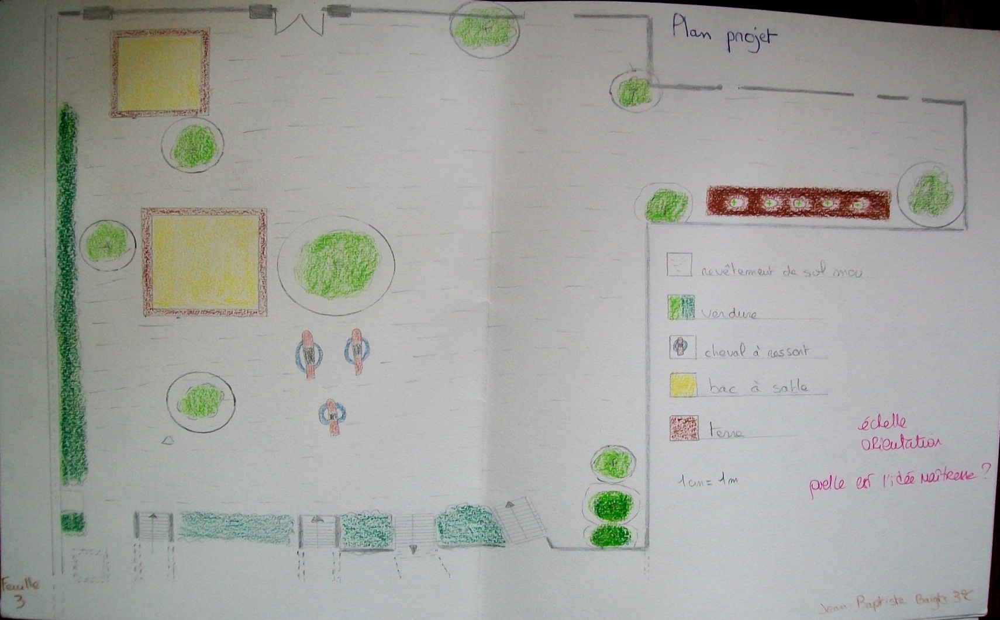 Plan projet
revêtement de sol mou
verdure
cheval à ressort
bac à sable
terre
échelle
orientation
1cm = 1m
quelle est l'idée maîtresse ?
Feuille
3
Jean Baptiste